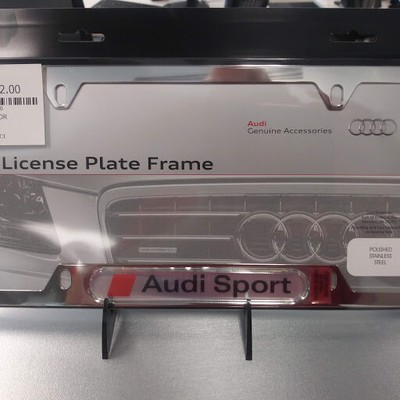 2.00
Audi
Genuine Accessories
License Plate Frame
POLISHED
STAINLESS
STEEL
Audi Sport